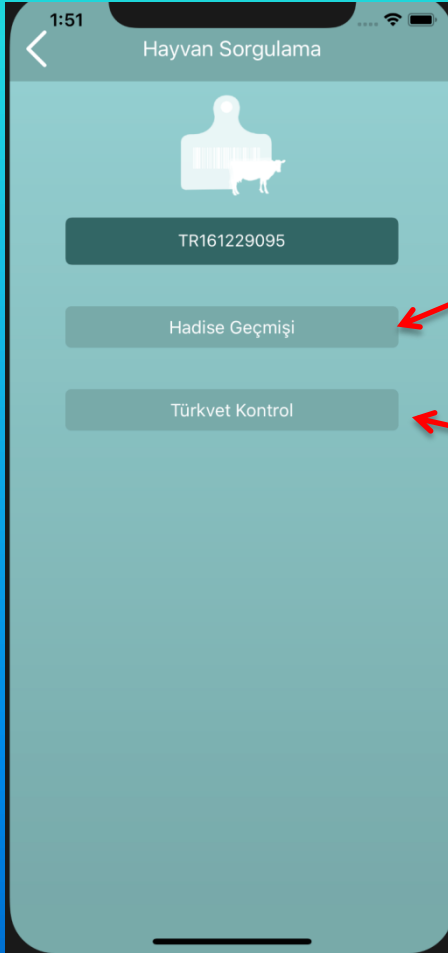 1:51
Hayvan Sorgulama
TR161229095
Hadise Geçmişi
Türkvet Kontrol